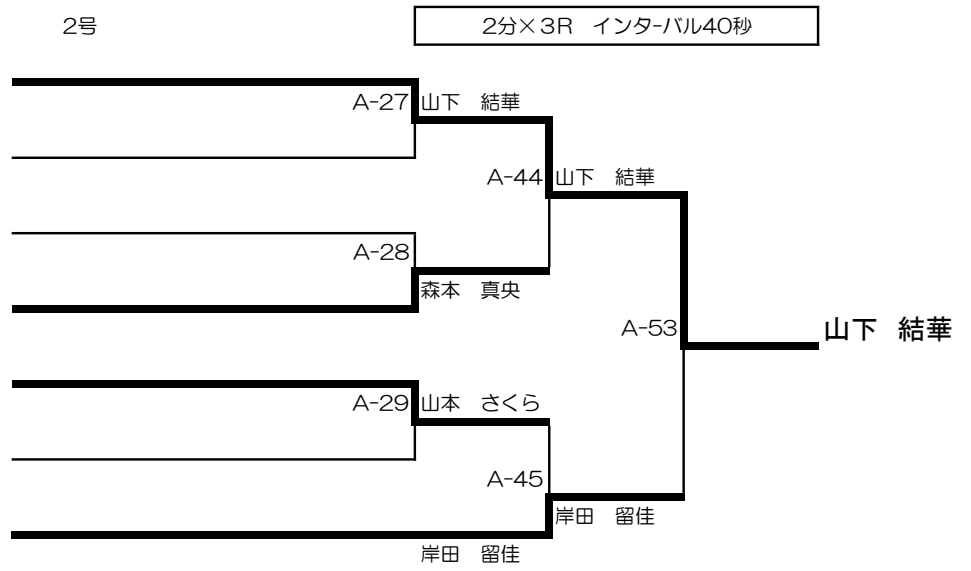 2号
2分×3R　インターバル40秒
A-27
山下　結華
A-44
山下　結華
A-28
森本　真央
A-53
山下　結華
A-29
山本　さくら
A-45
岸田　留佳
岸田　留佳